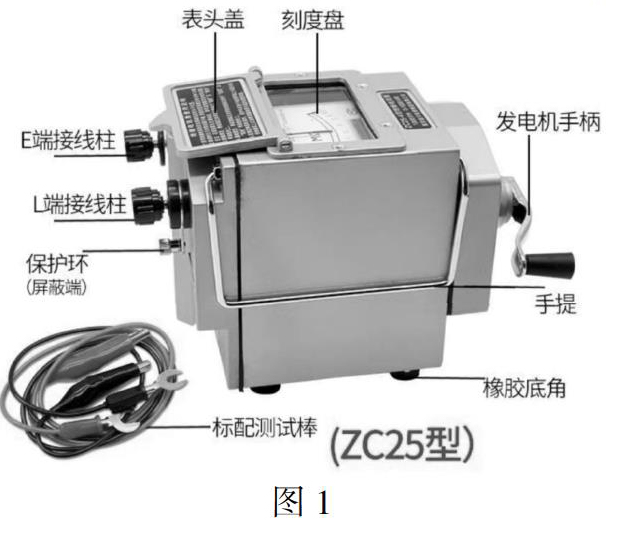 表头盖
刻度盘
发电机手柄
E端接线柱
L端接线柱
保护环
(屏蔽端)
手提
橡胶底角
标配测试棒
(ZC25型)
图 1